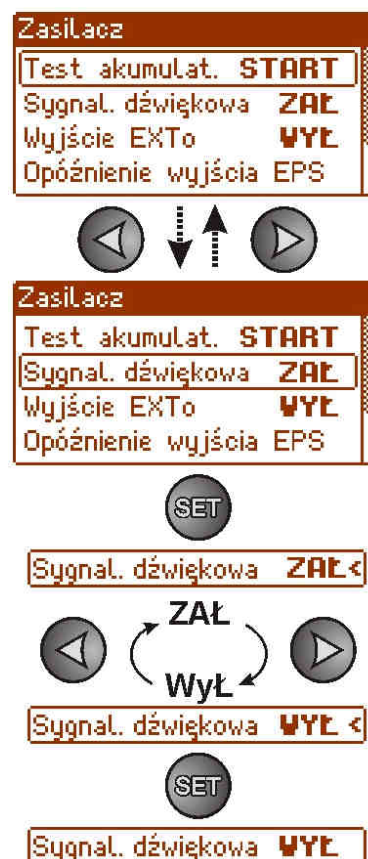 Zasilacz
Test akumulat. START
Sygnal. dźwiękowa ZAŁ
Wyjście EXTo WYŁ
Opóźnienie wyjścia EPS
Zasilacz
Test akumulat. START
Sygnal. dźwiękowa ZAŁ
Wyjście EXTo WYŁ
Opóźnienie wyjścia EPS
SET
Sygnal. dźwiękowa ZAŁ<
ZAŁ
WyŁ
Sygnal. dźwiękowa WYŁ <
SET
Sygnal. dźwiękowa WYŁ